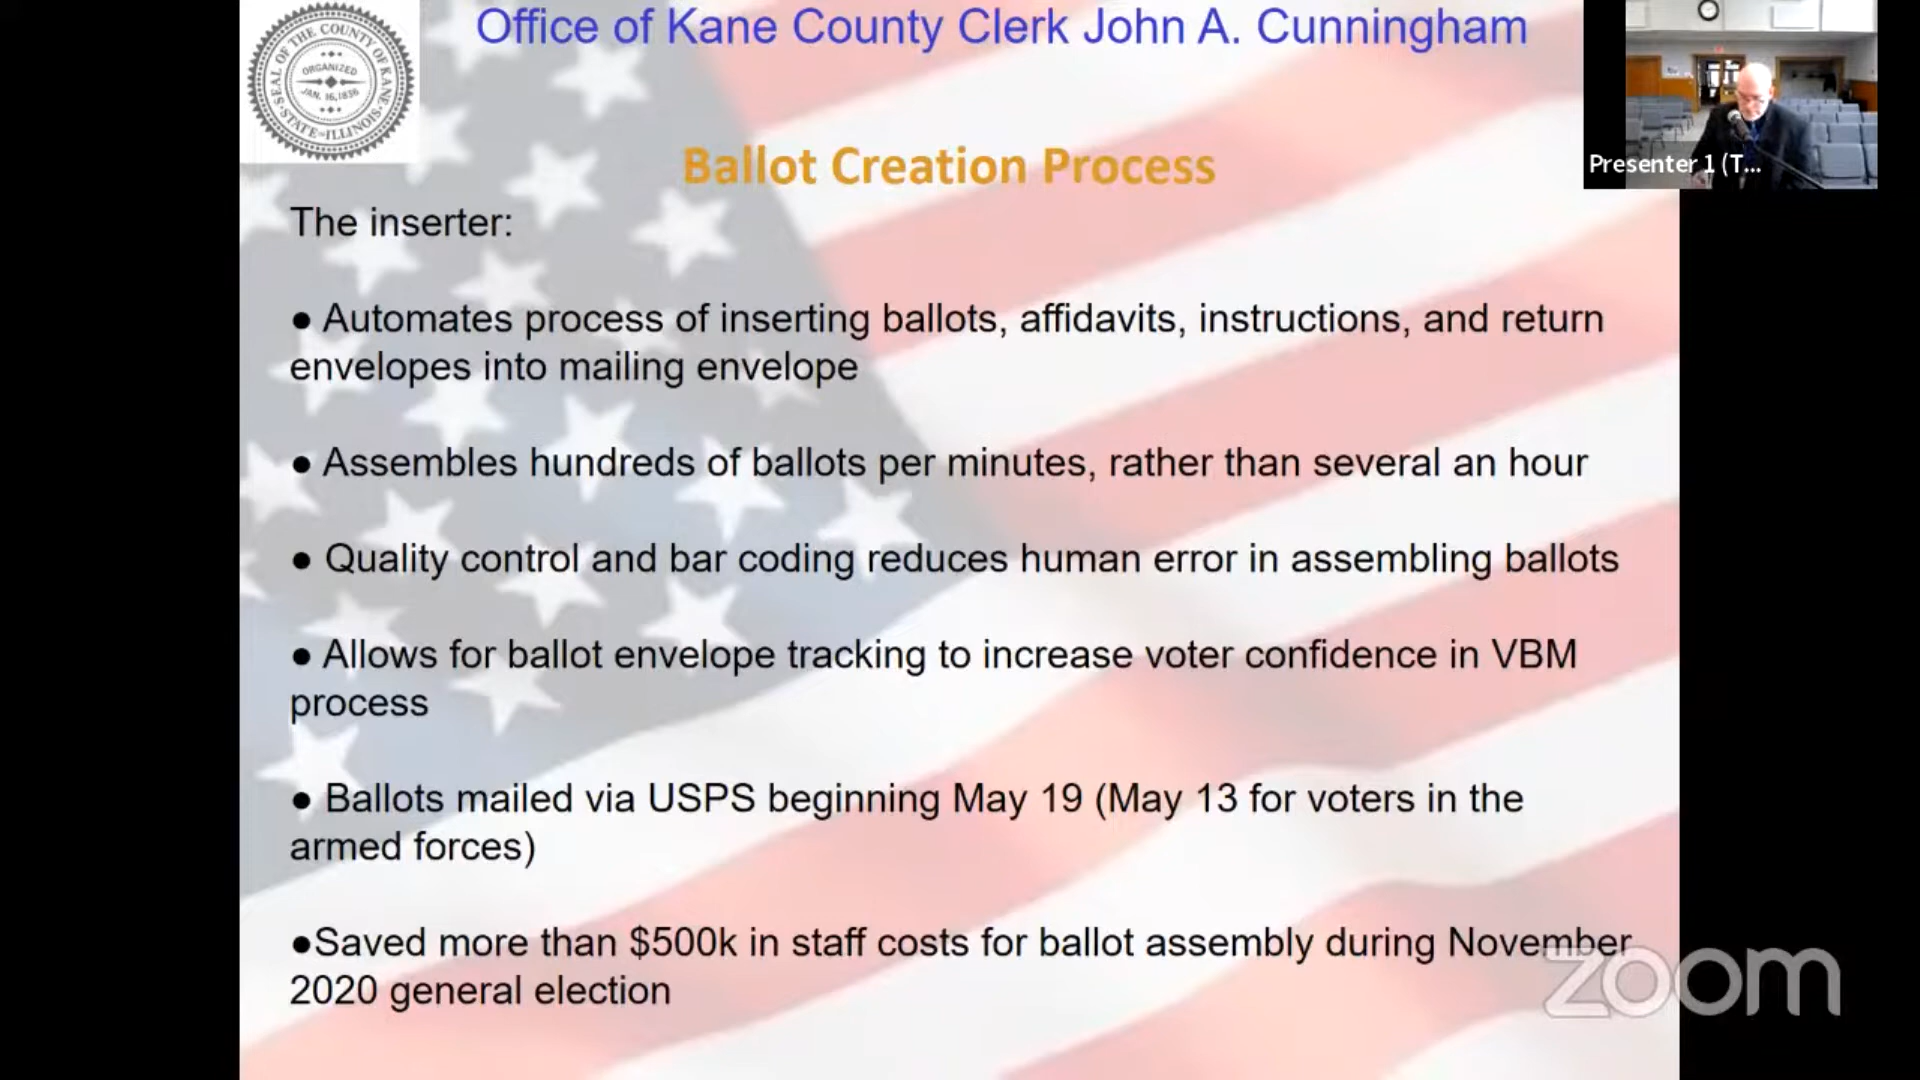 Office of Kane County Clerk John A. Cunningham
SEAL OF THE COUNTY OF KANE
ORGANIZED
JAN. 16, 1836
STATE=ILLINOIS
Presenter 1 (T...
Ballot Creation Process
The inserter:
● Automates process of inserting ballots, affidavits, instructions, and return
envelopes into mailing envelope
● Assembles hundreds of ballots per minutes, rather than several an hour
● Quality control and bar coding reduces human error in assembling ballots
● Allows for ballot envelope tracking to increase voter confidence in VBM
process
● Ballots mailed via USPS beginning May 19 (May 13 for voters in the
armed forces)
●Saved more than $500k in staff costs for ballot assembly during November
2020 general election
zoom